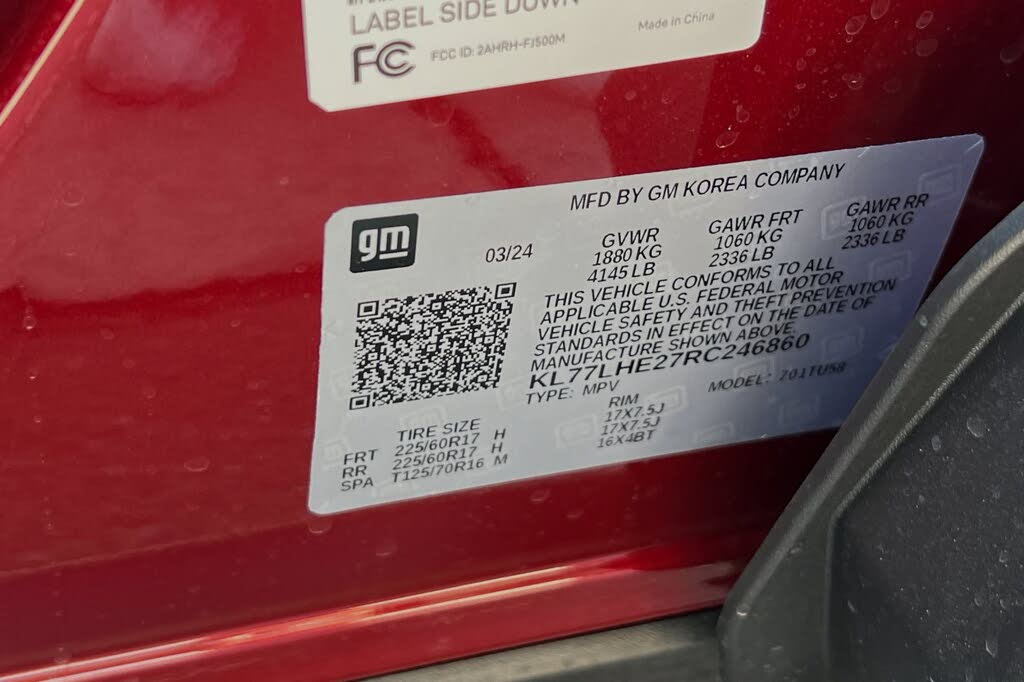 LABEL SIDE DOWN
FC FCC ID: 2AHRH-FJ500M
Made in China
MFD BY GM KOREA COMPANY
gm
03/24
GVWR
1880 KG
4145 LB
GAWR FRT
1060 KG
2336 LB
GAWR RR
1060 KG
2336 LB
THIS VEHICLE CONFORMS TO ALL
APPLICABLE U.S. FEDERAL MOTOR
VEHICLE SAFETY AND THEFT PREVENTION
STANDARDS IN EFFECT ON THE DATE OF
MANUFACTURE SHOWN ABOVE.
KL77LHE27RC246860
TYPE: MPV
MODEL: 701TU58
TIRE SIZE
FRT 225/60R17 H
RR 225/60R17 H
SPA T125/70R16 M
RIM
17X7.5J
17X7.5J
16X4BT